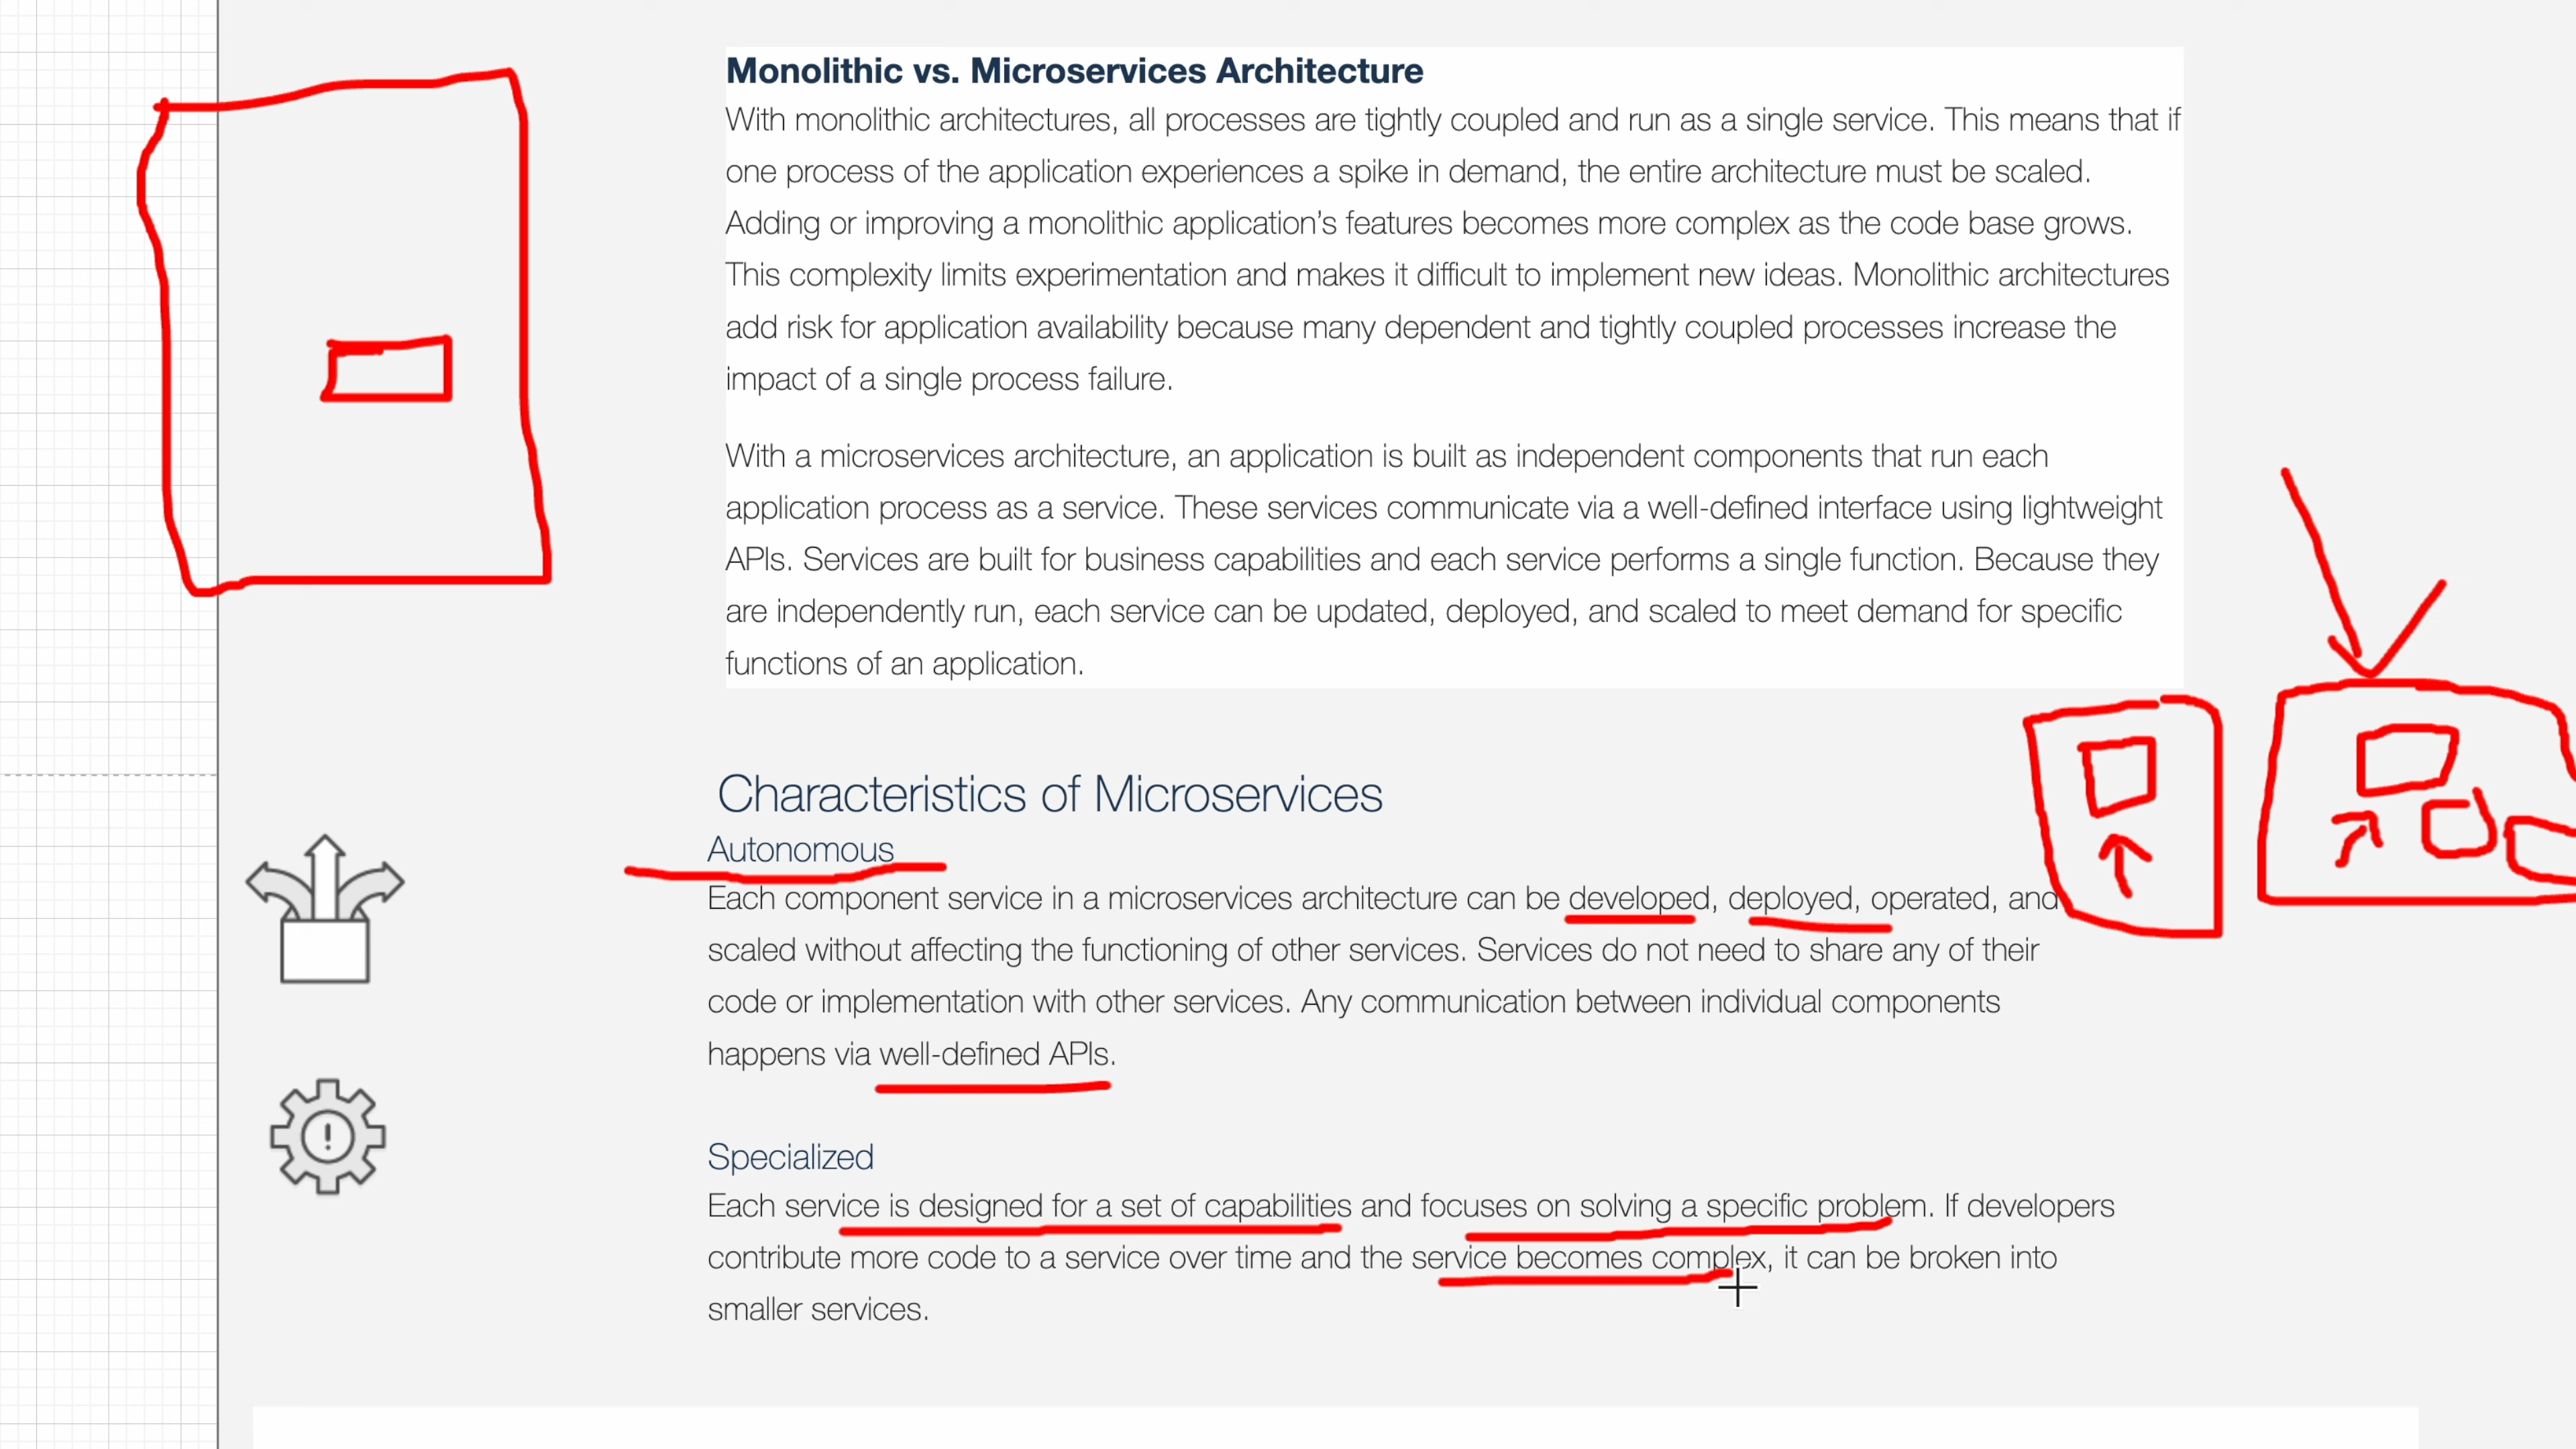 Monolithic vs. Microservices Architecture
With monolithic architectures, all processes are tightly coupled and run as a single service. This means that if
one process of the application experiences a spike in demand, the entire architecture must be scaled.
Adding or improving a monolithic application’s features becomes more complex as the code base grows.
This complexity limits experimentation and makes it difficult to implement new ideas. Monolithic architectures
add risk for application availability because many dependent and tightly coupled processes increase the
impact of a single process failure.
With a microservices architecture, an application is built as independent components that run each
application process as a service. These services communicate via a well-defined interface using lightweight
APIs. Services are built for business capabilities and each service performs a single function. Because they
are independently run, each service can be updated, deployed, and scaled to meet demand for specific
functions of an application.
Characteristics of Microservices
Autonomous
Each component service in a microservices architecture can be developed, deployed, operated, and
scaled without affecting the functioning of other services. Services do not need to share any of their
code or implementation with other services. Any communication between individual components
happens via well-defined APIs.
Specialized
Each service is designed for a set of capabilities and focuses on solving a specific problem. If developers
contribute more code to a service over time and the service becomes complex, it can be broken into
smaller services.